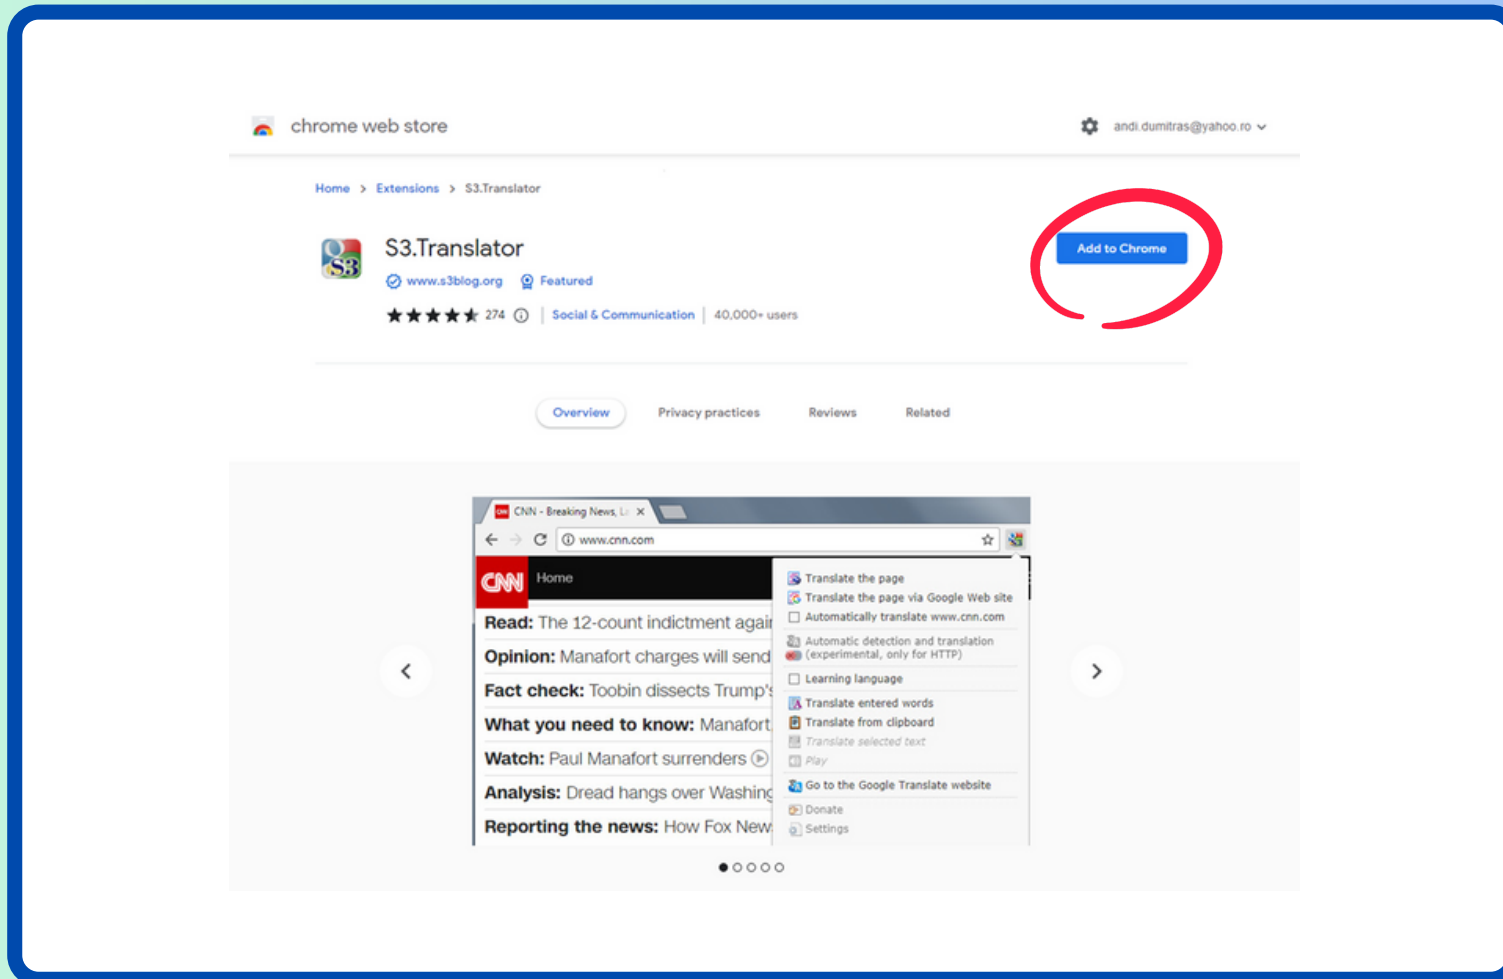 chrome web store
andi.dumitras@yahoo.ro
Home > Extensions > S3.Translator
S3
S3.Translator
Add to Chrome
www.s3blog.org Featured
274 | Social & Communication | 40,000+ users
Overview Privacy practices Reviews Related
CNN CNN - Breaking News, La
www.cnn.com
CNN Home
Translate the page
Translate the page via Google Web site
Automatically translate www.cnn.com
Automatic detection and translation
(experimental, only for HTTP)
Learning language
Translate entered words
Translate from clipboard
Translate selected text
Play
Go to the Google Translate website
Donate
Settings
Read: The 12-count indictment again
Opinion: Manafort charges will send
Fact check: Toobin dissects Trump's
What you need to know: Manafort,
Watch: Paul Manafort surrenders
Analysis: Dread hangs over Washing
Reporting the news: How Fox New